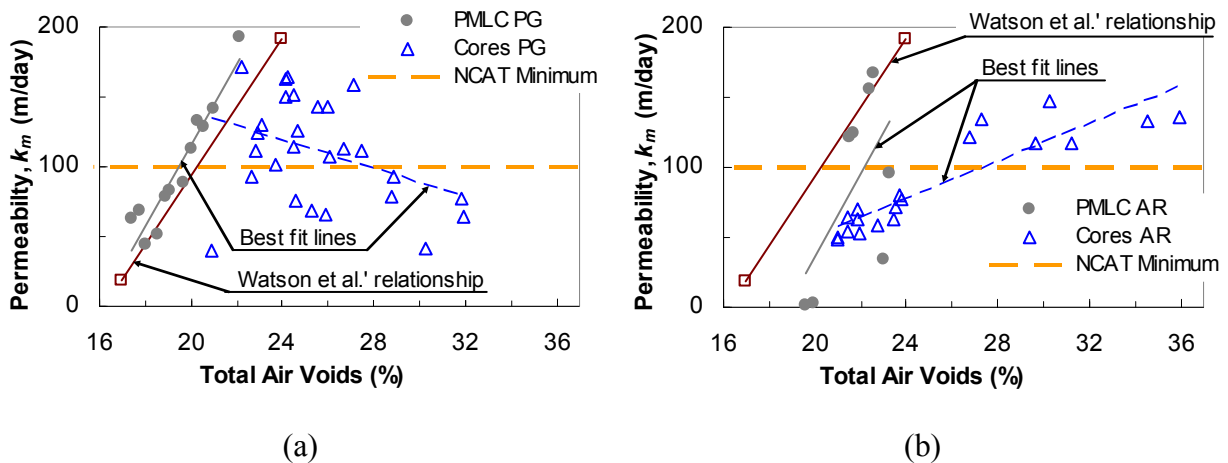 PMLC PG
Cores PG
NCAT Minimum
Permeability, km (m/day)
200
100
0
Best fit lines
Watson et al.' relationship
16 20 24 28 32 36
Total Air Voids (%)
(a)
Watson et al.' relationship
Best fit lines
Permeability, km (m/day)
200
100
0
PMLC AR
Cores AR
NCAT Minimum
16 20 24 28 32 36
Total Air Voids (%)
(b)